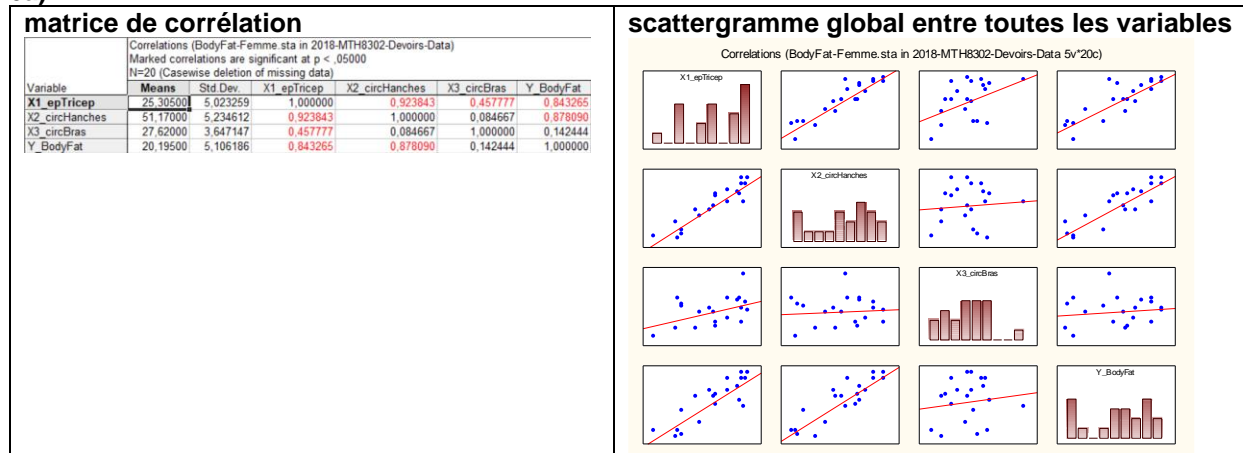 matrice de corrélation
Correlations (BodyFat-Femme.sta in 2018-MTH8302-Devoirs-Data)
Marked correlations are significant at p < ,05000
N=20 (Casewise deletion of missing data)
Variable Means Std.Dev. X1_epTricep X2_circHanches X3_circBras Y_BodyFat
X1_epTricep 25,30500 5,023259 1,000000 0,923843 0,457777 0,843265
X2_circHanches 51,17000 5,234612 0,923843 1,000000 0,084667 0,878090
X3_circBras 27,62000 3,647147 0,457777 0,084667 1,000000 0,142444
Y_BodyFat 20,19500 5,106186 0,843265 0,878090 0,142444 1,000000
scattergramme global entre toutes les variables
Correlations (BodyFat-Femme.sta in 2018-MTH8302-Devoirs-Data 5v*20c)
X1_epTricep
X2_circHanches
X3_circBras
Y_BodyFat